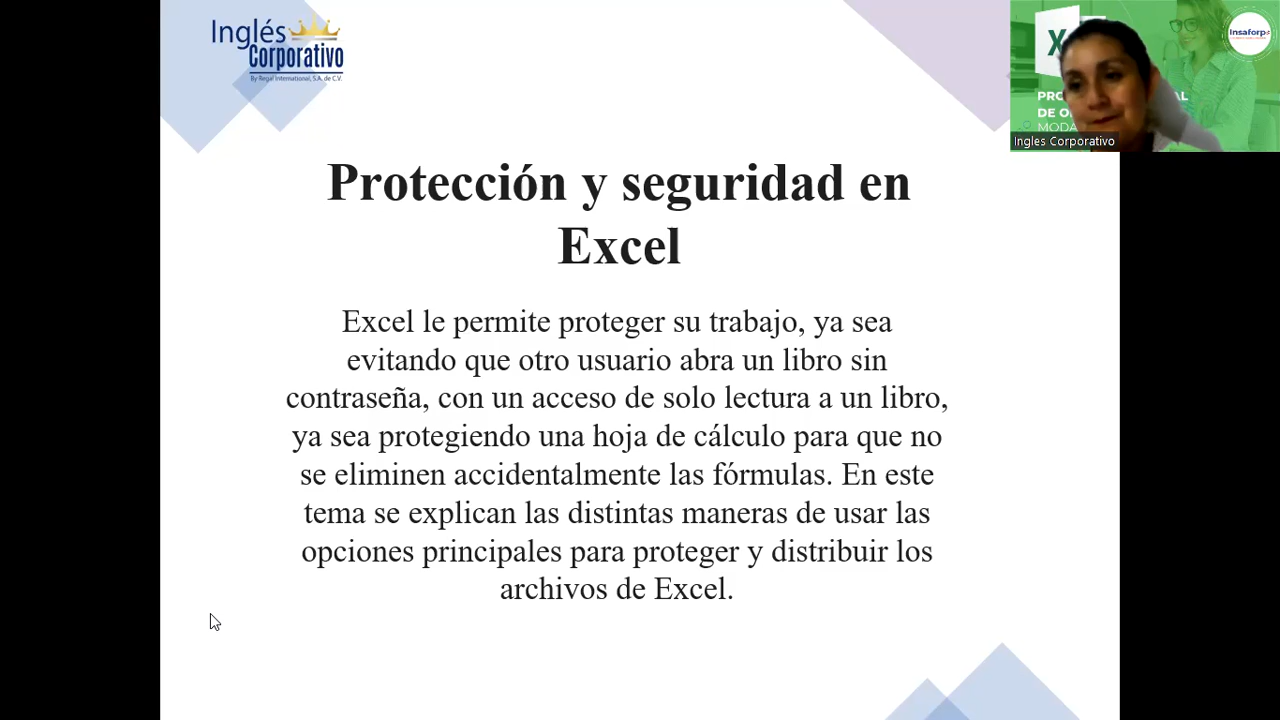 Inglés
Corporativo
By Regal International, S.A. de C.V.
Insaforp
Ingles Corporativo
Protección y seguridad en
Excel
Excel le permite proteger su trabajo, ya sea
evitando que otro usuario abra un libro sin
contraseña, con un acceso de solo lectura a un libro,
ya sea protegiendo una hoja de cálculo para que no
se eliminen accidentalmente las fórmulas. En este
tema se explican las distintas maneras de usar las
opciones principales para proteger y distribuir los
archivos de Excel.